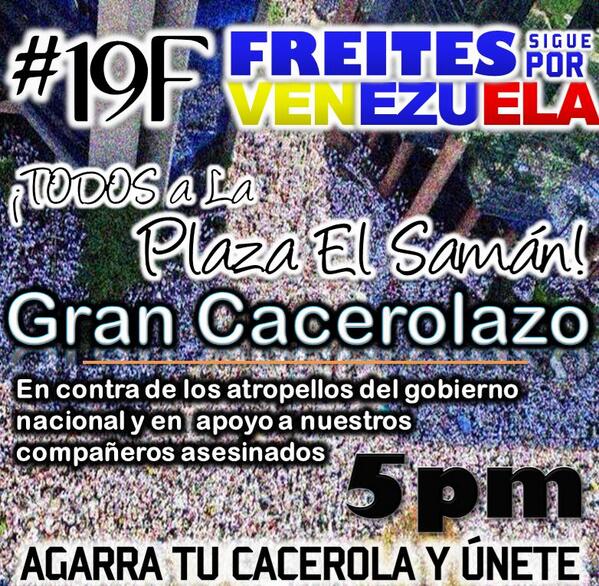 #19F FREITES SIGUE POR
VENEZUELA
¡TODOS a La
Plaza El Samán!
Gran Cacerolazo
En contra de los atropellos del gobierno
nacional y en apoyo a nuestros
compañeros asesinados
5pm
AGARRA TU CACEROLA Y ÚNETE